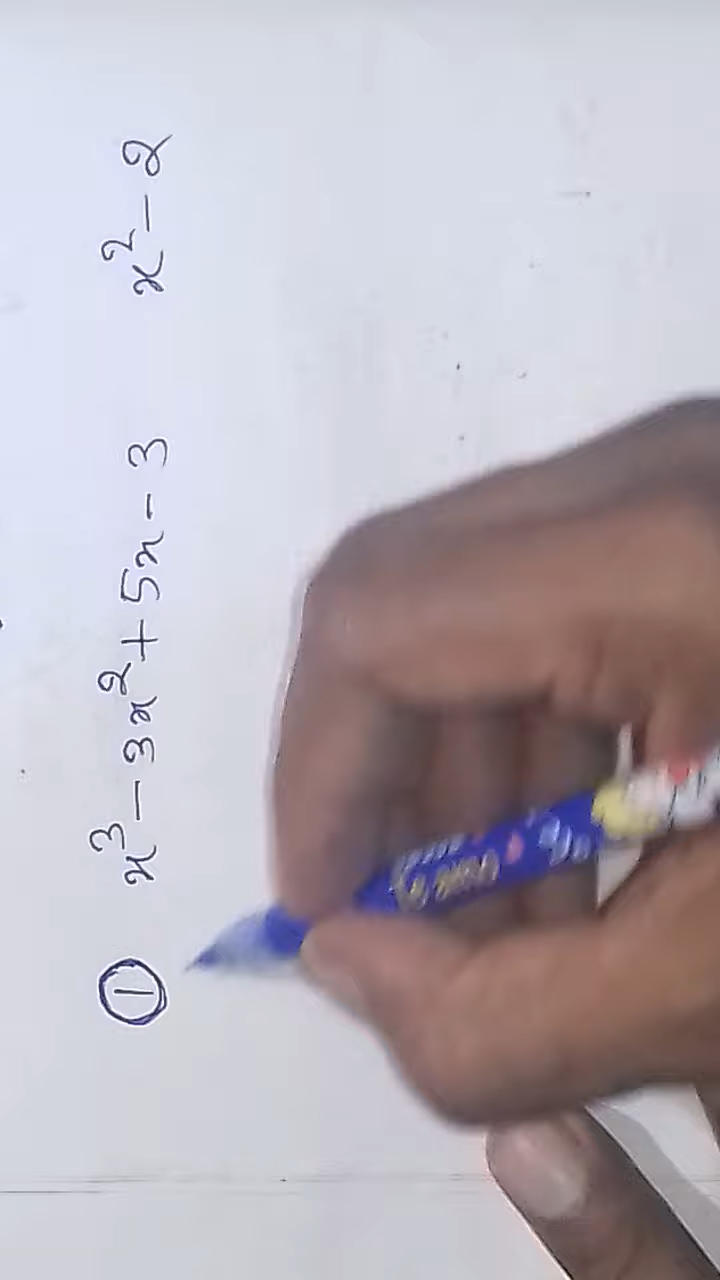 ① x³ - 3x² + 5x - 3 x² - 2